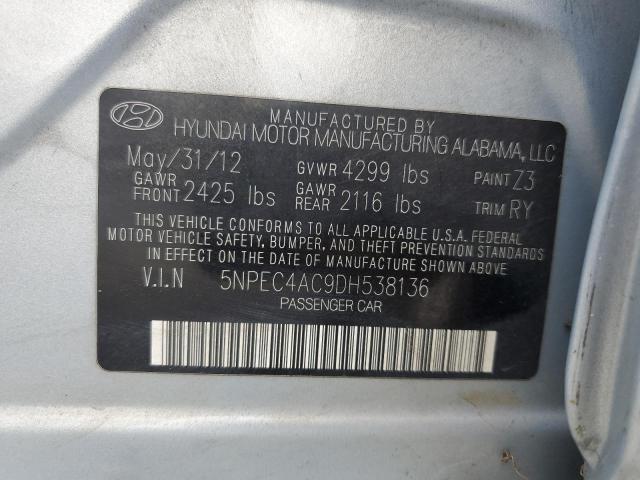 MANUFACTURED BY
HYUNDAI MOTOR MANUFACTURING ALABAMA, LLC
May/31/12 GVWR 4299 lbs PAINT Z3
GAWR FRONT 2425 lbs GAWR REAR 2116 lbs TRIM RY
THIS VEHICLE CONFORMS TO ALL APPLICABLE U.S.A. FEDERAL
MOTOR VEHICLE SAFETY, BUMPER, AND THEFT PREVENTION STANDARDS
IN EFFECT ON THE DATE OF MANUFACTURE SHOWN ABOVE.
V.I.N 5NPEC4AC9DH538136
PASSENGER CAR